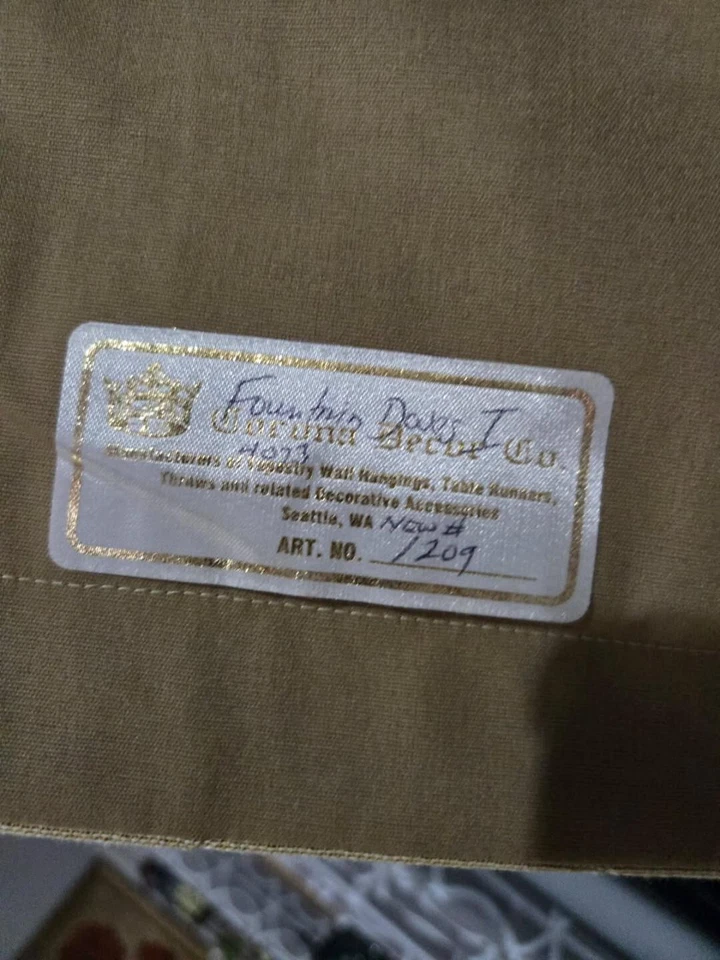 Fountain Doves I
Corona Decor Co.
4073
Manufacturers of Tapestry Wall Hangings, Table Runners,
Throws and related Decorative Accessories
Seattle, WA New #
ART. NO. 1209